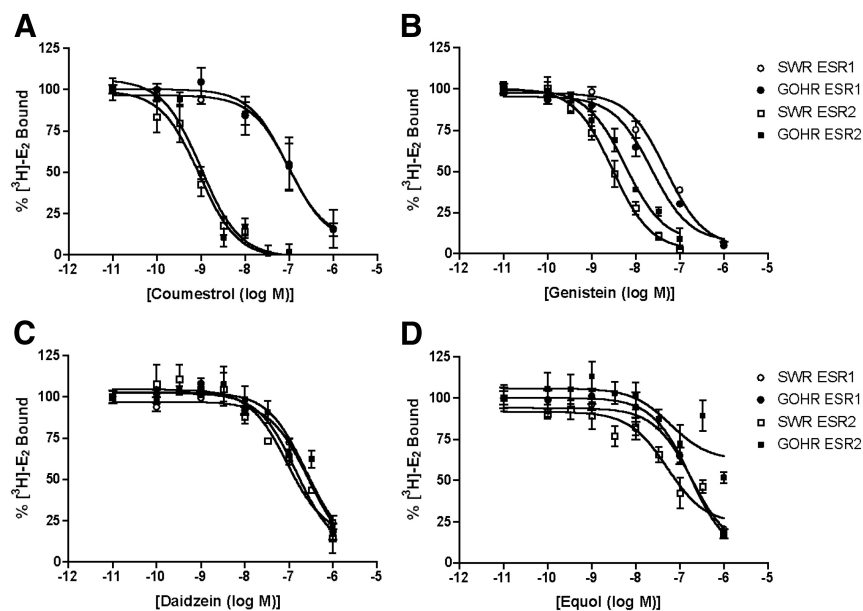 A
% [³H]-E₂ Bound
125
100
75
50
25
0
-12 -11 -10 -9 -8 -7 -6 -5
[Coumestrol (log M)]
B
% [³H]-E₂ Bound
125
100
75
50
25
0
-12 -11 -10 -9 -8 -7 -6 -5
[Genistein (log M)]
SWR ESR1
GOHR ESR1
SWR ESR2
GOHR ESR2
C
% [³H]-E₂ Bound
125
100
75
50
25
0
-12 -11 -10 -9 -8 -7 -6 -5
[Daidzein (log M)]
D
% [³H]-E₂ Bound
125
100
75
50
25
0
-12 -11 -10 -9 -8 -7 -6 -5
[Equol (log M)]
SWR ESR1
GOHR ESR1
SWR ESR2
GOHR ESR2